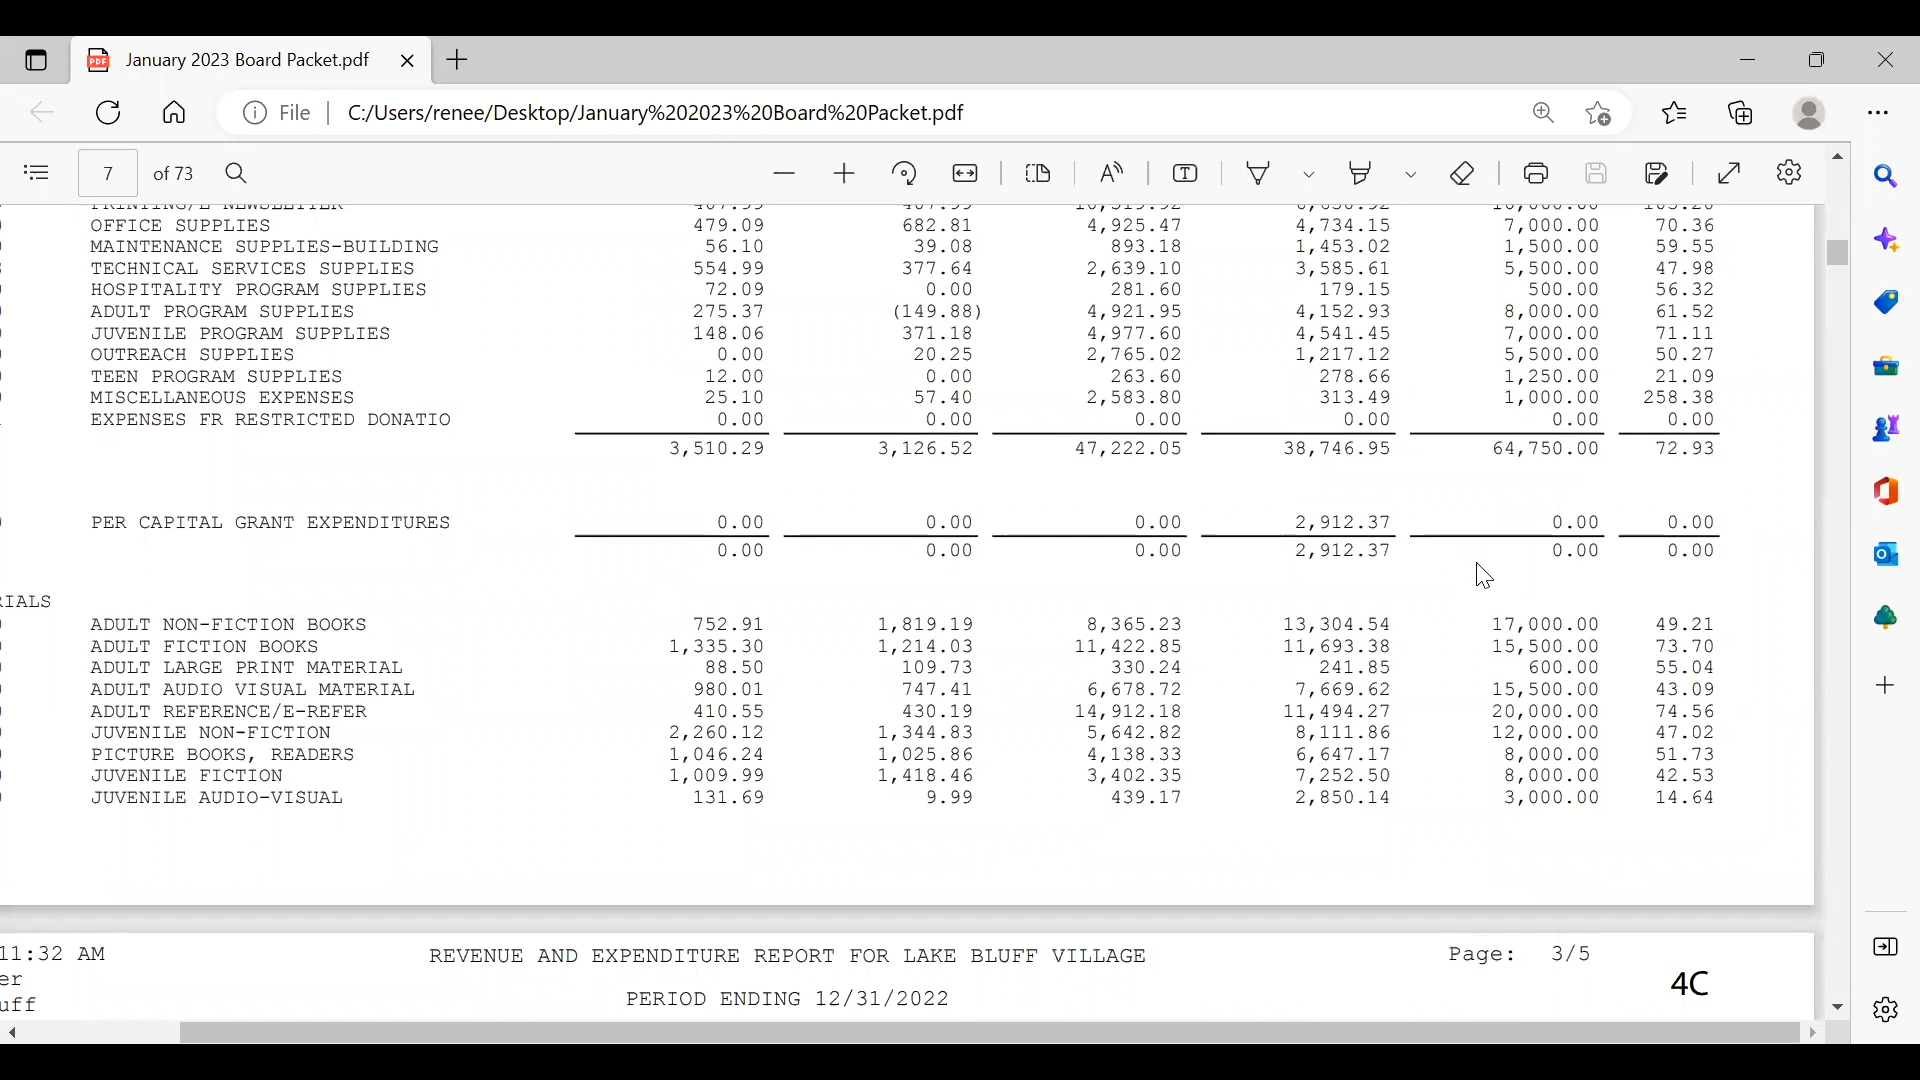 January 2023 Board Packet.pdf
File C:/Users/renee/Desktop/January%202023%20Board%20Packet.pdf
7 of 73
OFFICE SUPPLIES 479.09 682.81 4,925.47 4,734.15 7,000.00 70.36
MAINTENANCE SUPPLIES-BUILDING 56.10 39.08 893.18 1,453.02 1,500.00 59.55
TECHNICAL SERVICES SUPPLIES 554.99 377.64 2,639.10 3,585.61 5,500.00 47.98
HOSPITALITY PROGRAM SUPPLIES 72.09 0.00 281.60 179.15 500.00 56.32
ADULT PROGRAM SUPPLIES 275.37 (149.88) 4,921.95 4,152.93 8,000.00 61.52
JUVENILE PROGRAM SUPPLIES 148.06 371.18 4,977.60 4,541.45 7,000.00 71.11
OUTREACH SUPPLIES 0.00 20.25 2,765.02 1,217.12 5,500.00 50.27
TEEN PROGRAM SUPPLIES 12.00 0.00 263.60 278.66 1,250.00 21.09
MISCELLANEOUS EXPENSES 25.10 57.40 2,583.80 313.49 1,000.00 258.38
EXPENSES FR RESTRICTED DONATIO 0.00 0.00 0.00 0.00 0.00 0.00
3,510.29 3,126.52 47,222.05 38,746.95 64,750.00 72.93
PER CAPITAL GRANT EXPENDITURES 0.00 0.00 0.00 2,912.37 0.00 0.00
0.00 0.00 0.00 2,912.37 0.00 0.00
RIALS
ADULT NON-FICTION BOOKS 752.91 1,819.19 8,365.23 13,304.54 17,000.00 49.21
ADULT FICTION BOOKS 1,335.30 1,214.03 11,422.85 11,693.38 15,500.00 73.70
ADULT LARGE PRINT MATERIAL 88.50 109.73 330.24 241.85 600.00 55.04
ADULT AUDIO VISUAL MATERIAL 980.01 747.41 6,678.72 7,669.62 15,500.00 43.09
ADULT REFERENCE/E-REFER 410.55 430.19 14,912.18 11,494.27 20,000.00 74.56
JUVENILE NON-FICTION 2,260.12 1,344.83 5,642.82 8,111.86 12,000.00 47.02
PICTURE BOOKS, READERS 1,046.24 1,025.86 4,138.33 6,647.17 8,000.00 51.73
JUVENILE FICTION 1,009.99 1,418.46 3,402.35 7,252.50 8,000.00 42.53
JUVENILE AUDIO-VISUAL 131.69 9.99 439.17 2,850.14 3,000.00 14.64
11:32 AM REVENUE AND EXPENDITURE REPORT FOR LAKE BLUFF VILLAGE Page: 3/5
er
4C
uff PERIOD ENDING 12/31/2022